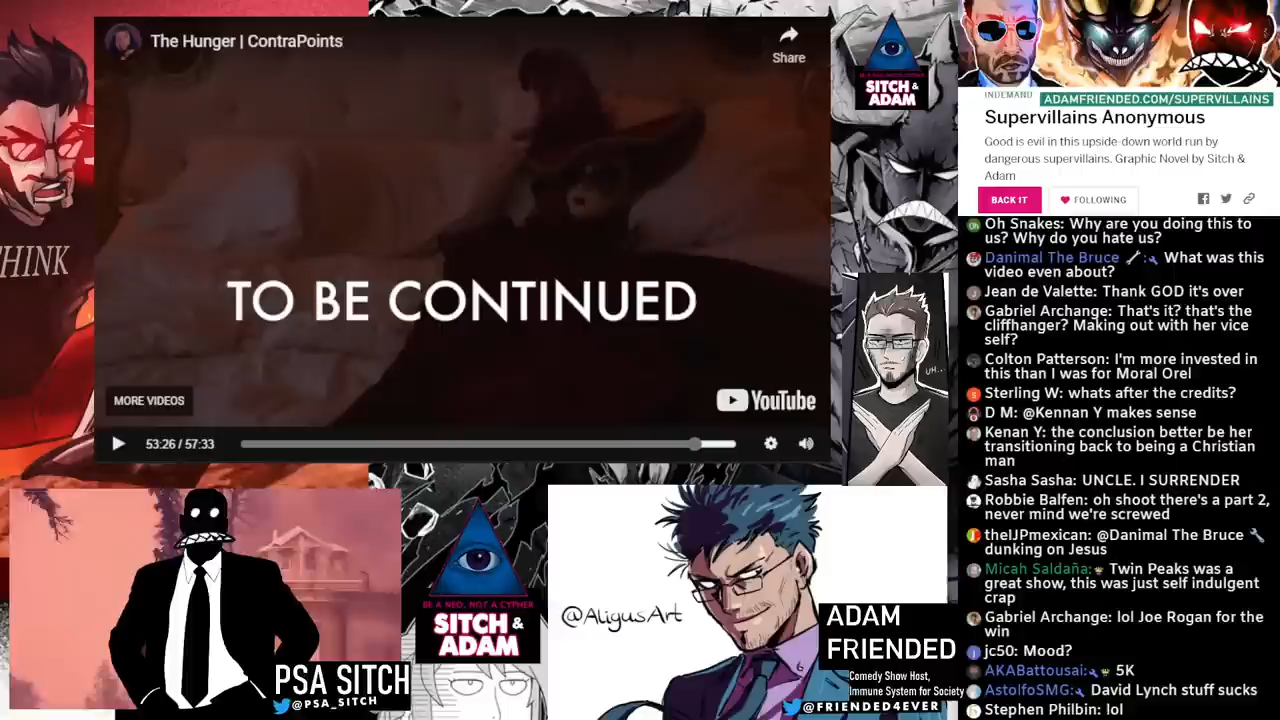 The Hunger | ContraPoints
Share
TO BE CONTINUED
MORE VIDEOS
YouTube
53:26 / 57:33
THINK
SITCH &
ADAM
UH..
INDEMAND
ADAMFRIENDED.COM/SUPERVILLAINS
Supervillains Anonymous
Good is evil in this upside-down world run by
dangerous supervillains. Graphic Novel by Sitch &
Adam
BACK IT
FOLLOWING
Oh Snakes: Why are you doing this to
us? Why do you hate us?
Danimal The Bruce : What was this
video even about?
Jean de Valette: Thank GOD it's over
Gabriel Archange: That's it? that's the
cliffhanger? Making out with her vice
self?
Colton Patterson: I'm more invested in
this than I was for Moral Orel
Sterling W: whats after the credits?
D M: @Kennan Y makes sense
Kenan Y: the conclusion better be her
transitioning back to being a Christian
man
Sasha Sasha: UNCLE. I SURRENDER
Robbie Balfen: oh shoot there's a part 2,
never mind we're screwed
theIJPmexican: @Danimal The Bruce 🔧
dunking on Jesus
Micah Saldaña: Twin Peaks was a
great show, this was just self indulgent
crap
Gabriel Archange: lol Joe Rogan for the
win
jc50: Mood?
AKABattousai: 5K
AstolfoSMG: David Lynch stuff sucks
Stephen Philbin: lol
PSA SITCH
@PSA_SITCH
BE A NEO, NOT A CYPHER
SITCH &
ADAM
@AligusArt
ADAM
FRIENDED
Comedy Show Host,
Immune System for Society
@FRIENDED4EVER